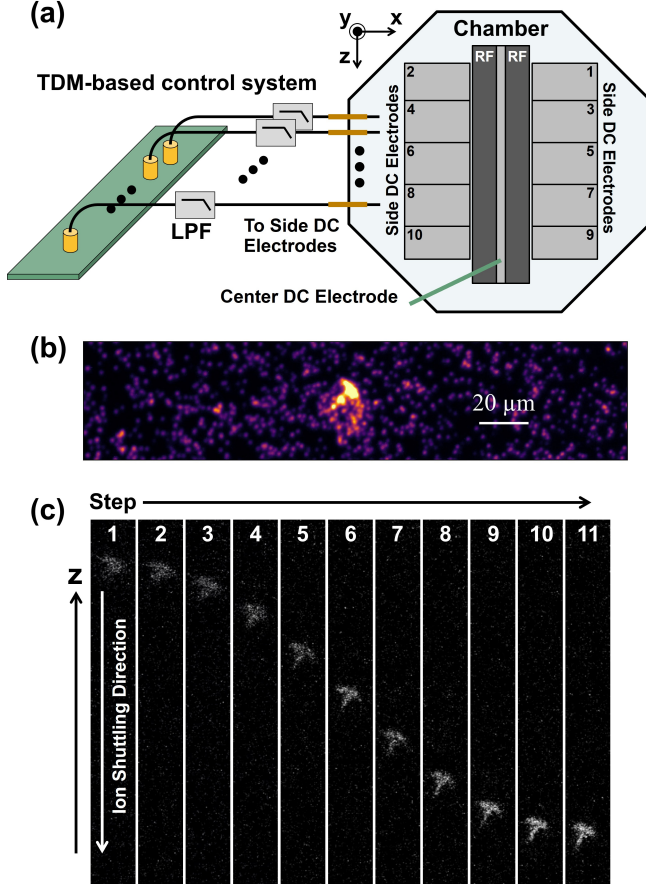 (a)
TDM-based control system
y
x
z
Chamber
RF RF
2
4
6
8
10
1
3
5
7
9
Side DC Electrodes
Side DC Electrodes
LPF
To Side DC
Electrodes
Center DC Electrode
(b)
20 µm
(c)
Step
1 2 3 4 5 6 7 8 9 10 11
z
Ion Shuttling Direction